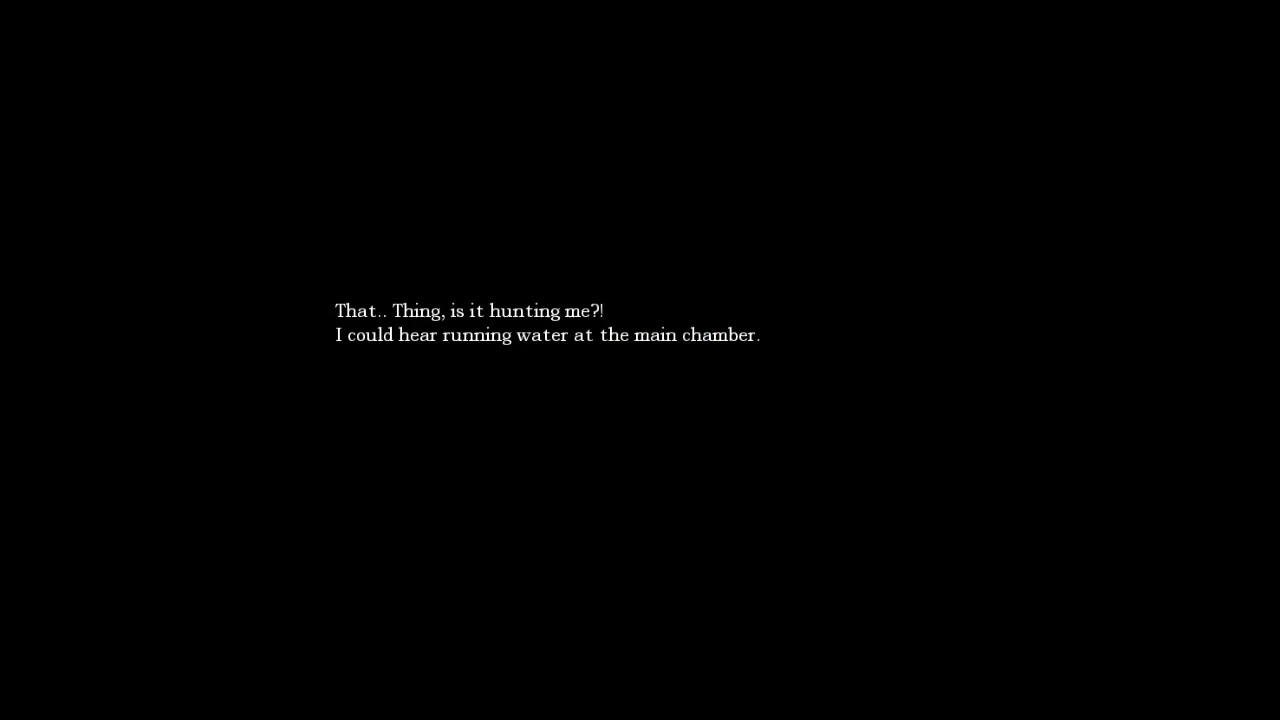 That.. Thing, is it hunting me?!
I could hear running water at the main chamber.